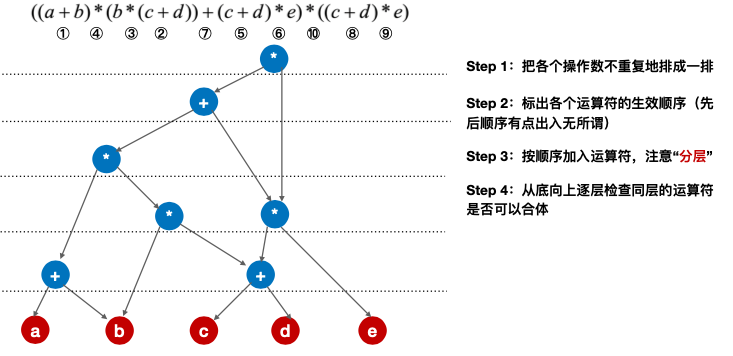 ((a+b)*(b*(c+d))+(c+d)*e)*((c+d)*e)
① ④ ③ ② ⑦ ⑤ ⑥ ⑩ ⑧ ⑨
*
+
*
*
*
+
+
a b c d e
Step 1：把各个操作数不重复地排成一排
Step 2：标出各个运算符的生效顺序（先
后顺序有点出入无所谓）
Step 3：按顺序加入运算符，注意“分层”
Step 4：从底向上逐层检查同层的运算符
是否可以合体